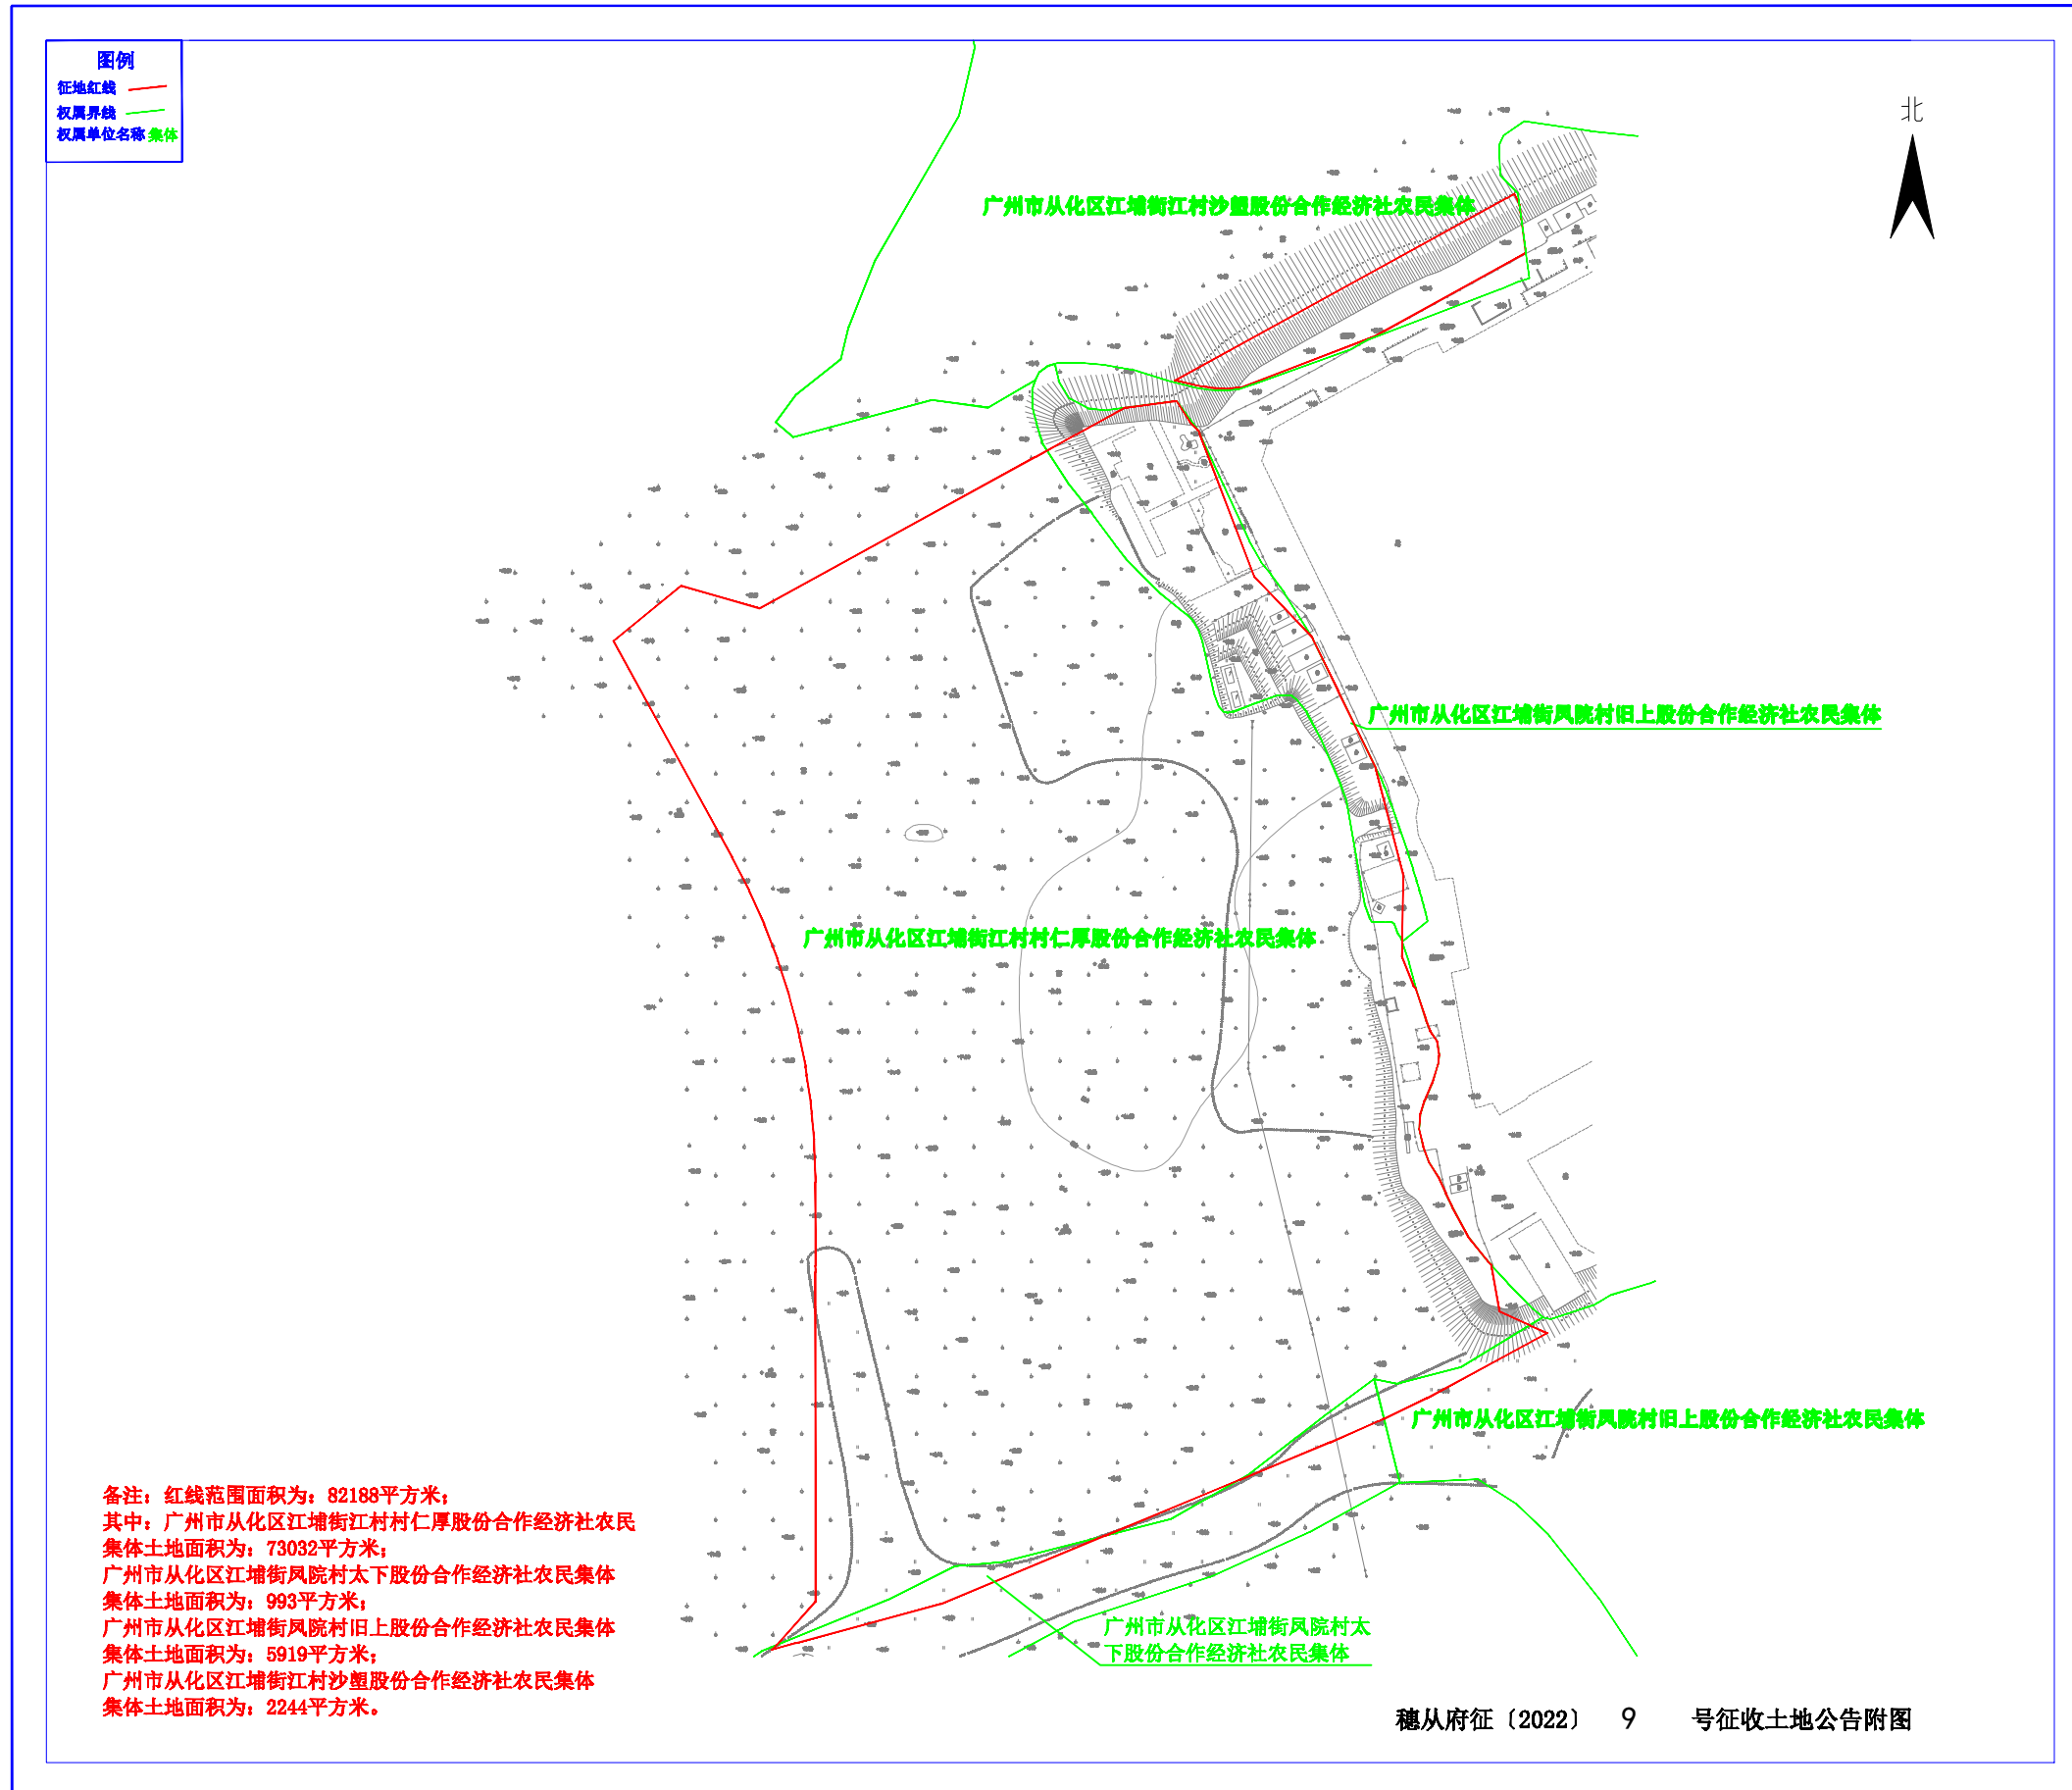 图例
征地红线
权属界线
权属单位名称 集体
北
广州市从化区江埔街江村沙塱股份合作经济社农民集体
广州市从化区江埔街凤院村旧上股份合作经济社农民集体
广州市从化区江埔街江村村仁厚股份合作经济社农民集体
广州市从化区江埔街凤院村旧上股份合作经济社农民集体
广州市从化区江埔街凤院村太
下股份合作经济社农民集体
备注：红线范围面积为：82188平方米；
其中：广州市从化区江埔街江村村仁厚股份合作经济社农民
集体土地面积为：73032平方米；
广州市从化区江埔街凤院村太下股份合作经济社农民集体
集体土地面积为：993平方米；
广州市从化区江埔街凤院村旧上股份合作经济社农民集体
集体土地面积为：5919平方米；
广州市从化区江埔街江村沙塱股份合作经济社农民集体
集体土地面积为：2244平方米。
穗从府征〔2022〕 9 号征收土地公告附图